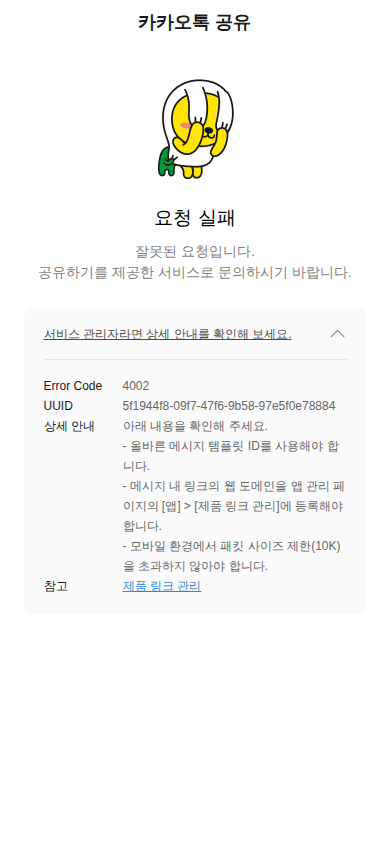 카카오톡 공유
요청 실패
잘못된 요청입니다.
공유하기를 제공한 서비스로 문의하시기 바랍니다.
서비스 관리자라면 상세 안내를 확인해 보세요.
Error Code 4002
UUID 5f1944f8-09f7-47f6-9b58-97e5f0e78884
상세 안내 아래 내용을 확인해 주세요.
- 올바른 메시지 템플릿 ID를 사용해야 합
니다.
- 메시지 내 링크의 웹 도메인을 앱 관리 페
이지의 [앱] > [제품 링크 관리]에 등록해야
합니다.
- 모바일 환경에서 패킷 사이즈 제한(10K)
을 초과하지 않아야 합니다.
참고 제품 링크 관리